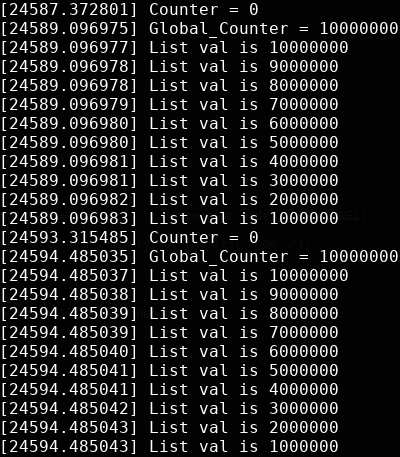 [24587.372801] Counter = 0
[24589.096975] Global_Counter = 10000000
[24589.096977] List val is 10000000
[24589.096978] List val is 9000000
[24589.096978] List val is 8000000
[24589.096979] List val is 7000000
[24589.096980] List val is 6000000
[24589.096980] List val is 5000000
[24589.096981] List val is 4000000
[24589.096981] List val is 3000000
[24589.096982] List val is 2000000
[24589.096983] List val is 1000000
[24593.315485] Counter = 0
[24594.485035] Global_Counter = 10000000
[24594.485037] List val is 10000000
[24594.485038] List val is 9000000
[24594.485039] List val is 8000000
[24594.485039] List val is 7000000
[24594.485040] List val is 6000000
[24594.485041] List val is 5000000
[24594.485041] List val is 4000000
[24594.485042] List val is 3000000
[24594.485043] List val is 2000000
[24594.485043] List val is 1000000